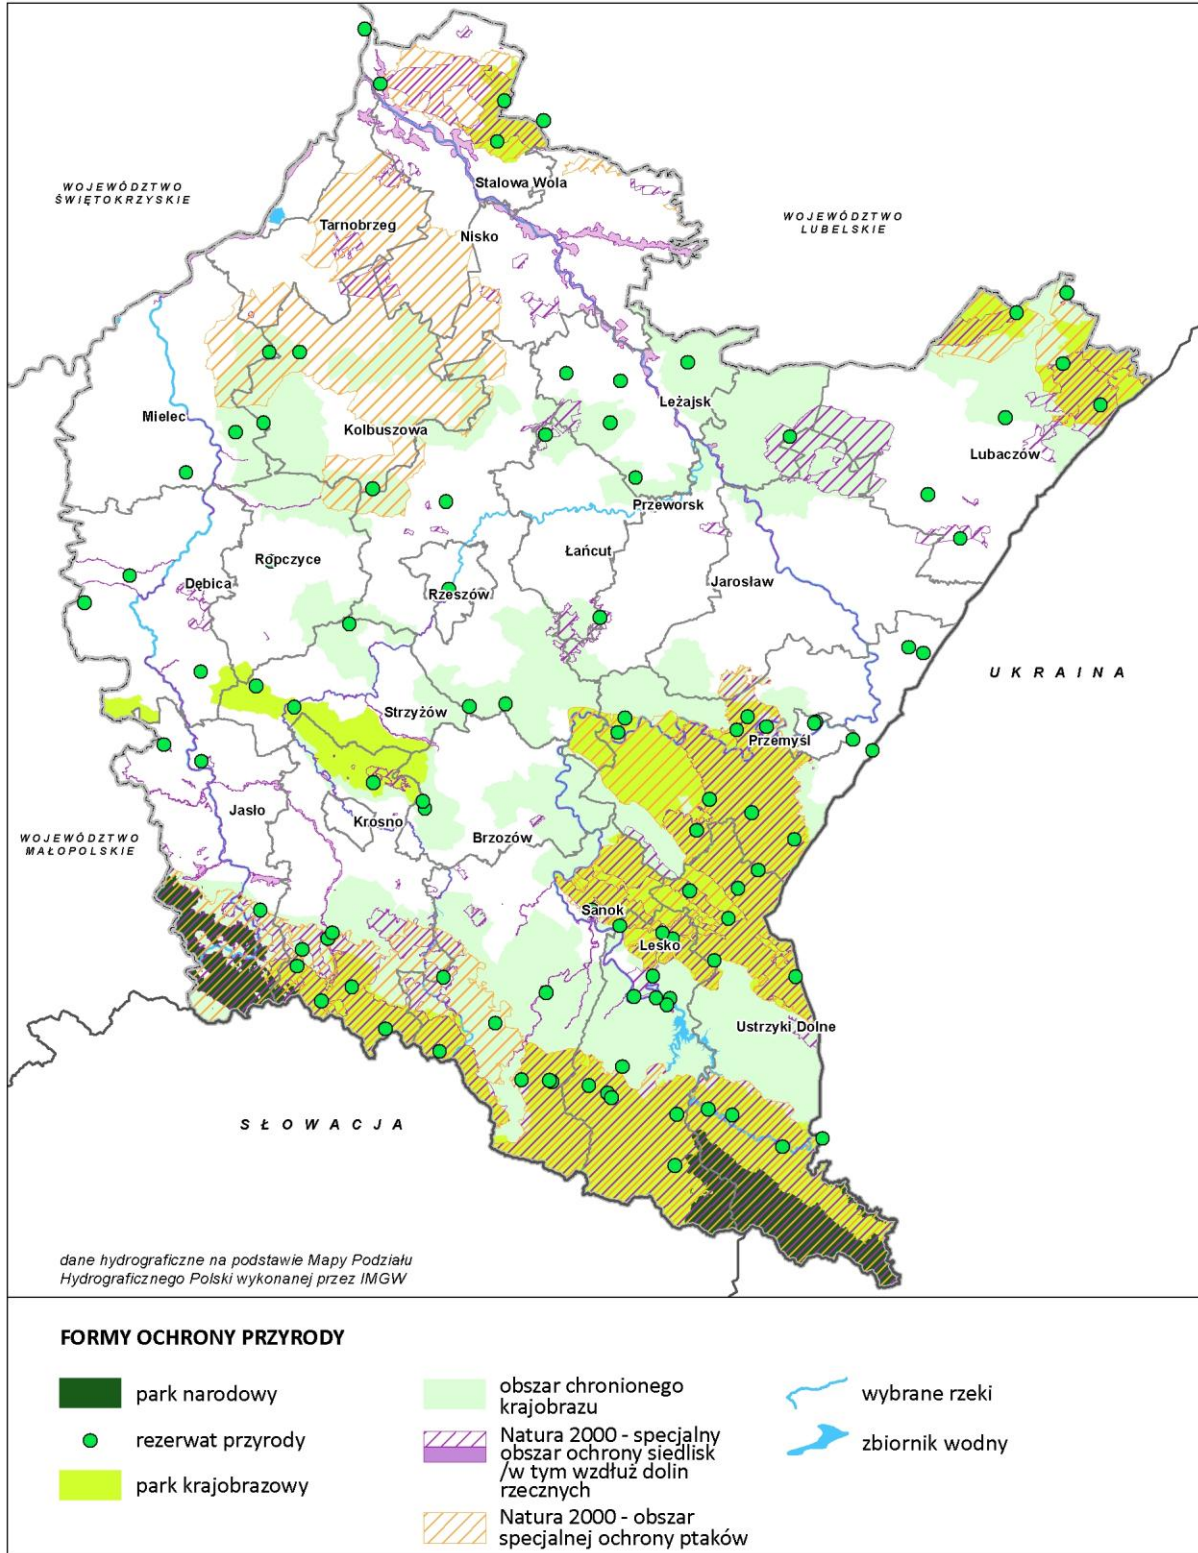 WOJEWÓDZTWO
ŚWIĘTOKRZYSKIE
Stalowa Wola
WOJEWÓDZTWO
LUBELSKIE
Tarnobrzeg
Nisko
Mielec
Kolbuszowa
Leżajsk
Lubaczów
Przeworsk
Ropczyce
Łańcut
Dębica
Rzeszów
Jarosław
UKRAINA
Strzyżów
Przemyśl
Jasło
Krosno
Brzozów
WOJEWÓDZTWO
MAŁOPOLSKIE
Sanok
Lesko
Ustrzyki Dolne
SŁOWACJA
dane hydrograficzne na podstawie Mapy Podziału
Hydrograficznego Polski wykonanej przez IMGW
FORMY OCHRONY PRZYRODY
park narodowy
rezerwat przyrody
park krajobrazowy
obszar chronionego
krajobrazu
Natura 2000 - specjalny
obszar ochrony siedlisk
/w tym wzdłuż dolin
rzecznych
Natura 2000 - obszar
specjalnej ochrony ptaków
wybrane rzeki
zbiornik wodny